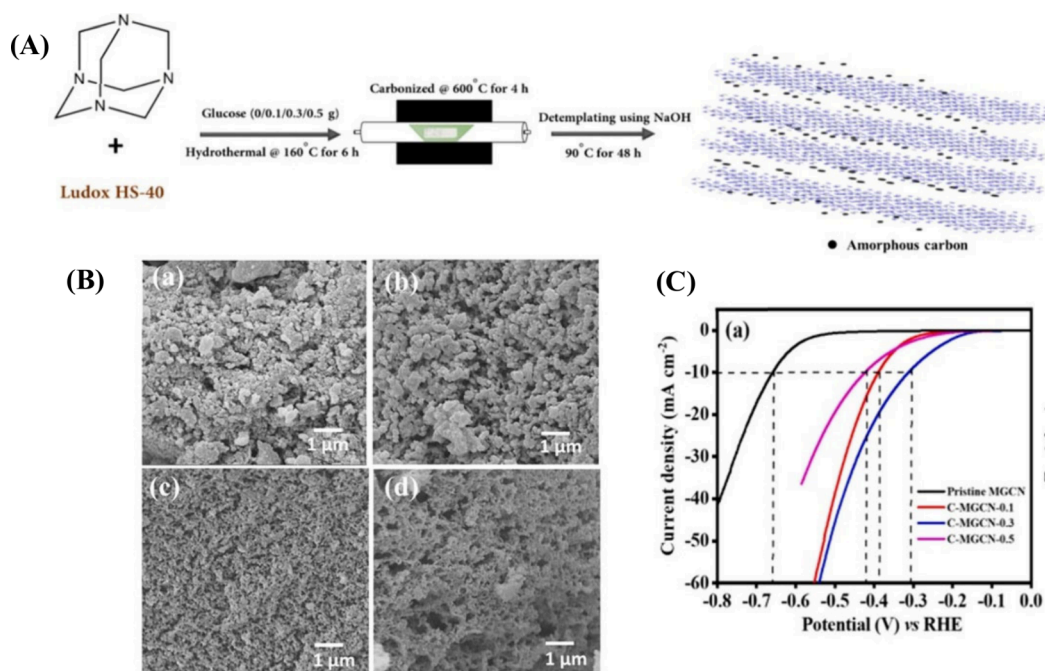 (A)
N
N
N
N
+
Ludox HS-40
Glucose (0/0.1/0.3/0.5 g)
Hydrothermal @ 160°C for 6 h
Carbonized @ 600°C for 4 h
Detemplating using NaOH
90°C for 48 h
Amorphous carbon
(B)
(a)
1 µm
(b)
1 µm
(c)
1 µm
(d)
1 µm
(C)
(a)
Current density (mA cm-2)
0
-10
-20
-30
-40
-50
-60
Pristine MGCN
C-MGCN-0.1
C-MGCN-0.3
C-MGCN-0.5
-0.8 -0.7 -0.6 -0.5 -0.4 -0.3 -0.2 -0.1 0.0
Potential (V) vs RHE